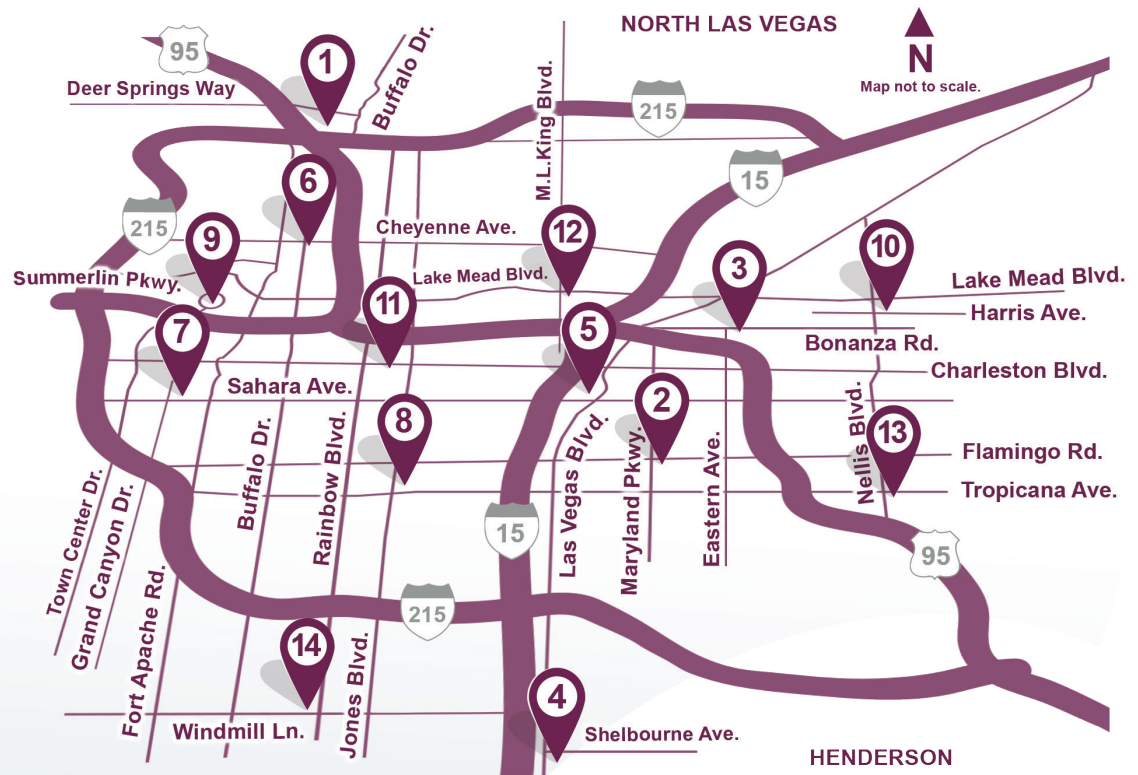 NORTH LAS VEGAS
N
Map not to scale.
95
1
Buffalo Dr.
Deer Springs Way
M.L.King Blvd.
215
15
6
215
9
Cheyenne Ave.
12
3
10
Summerlin Pkwy.
Lake Mead Blvd.
Lake Mead Blvd.
11
Harris Ave.
7
5
Bonanza Rd.
Charleston Blvd.
Sahara Ave.
8
2
Nellis Blvd.
13
Flamingo Rd.
Tropicana Ave.
Town Center Dr.
Grand Canyon Dr.
Fort Apache Rd.
Buffalo Dr.
Rainbow Blvd.
15
Las Vegas Blvd.
Maryland Pkwy.
Eastern Ave.
95
215
14
Jones Blvd.
4
Windmill Ln.
Shelbourne Ave.
HENDERSON